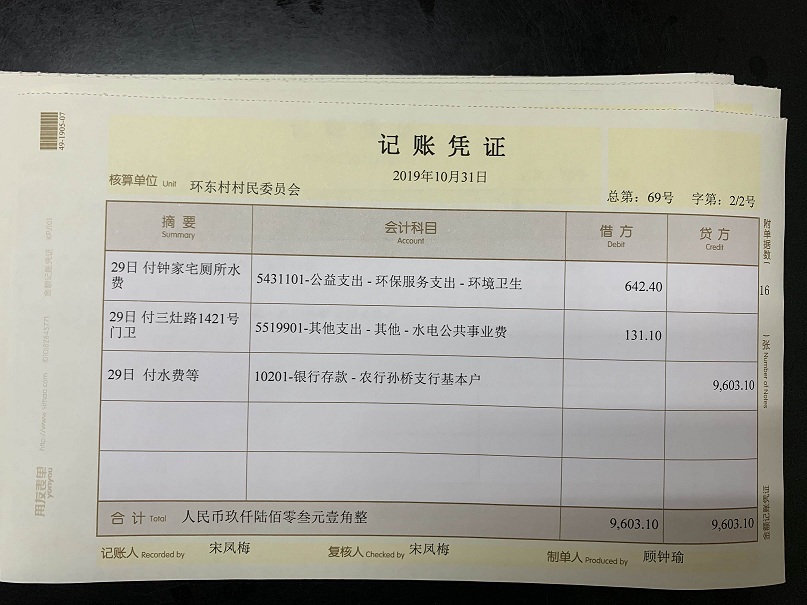 49-1905-07
记账凭证
2019年10月31日
核算单位 Unit 环东村村民委员会
总第：69号 字第：2/2号
摘要 会计科目 借方 贷方
Summary Account Debit Credit
29日 付钟家宅厕所水
费
5431101-公益支出 - 环保服务支出 - 环境卫生 642.40
29日 付三灶路1421号
门卫
5519901-其他支出 - 其他 - 水电公共事业费 131.10
29日 付水费等 10201-银行存款 - 农行孙桥支行基本户 9,603.10
合计 Total 人民币玖仟陆佰零叁元壹角整 9,603.10 9,603.10
记账人 Recorded by 宋凤梅 复核人 Checked by 宋凤梅 制单人 Produced by 顾钟瑜
附单据数
16
张 Number of Notes
金额记账凭证
用友表单
yonyou